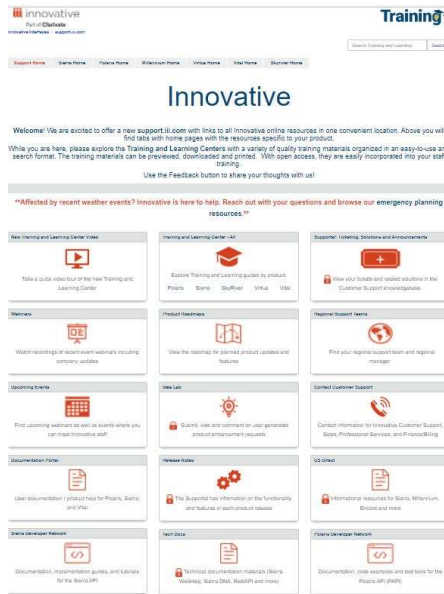 innovative
Part of Clarivate
Innovative Interfaces / support.iii.com
Training
Search Training and Learning
Support Home Sierra Home Polaris Home Millennium Home Virtua Home Vital Home Skyriver Home
Innovative
Welcome! We are excited to offer a new support.iii.com with links to all Innovative online resources in one convenient location. Above you will
find tabs with home pages with the resources specific to your product.
While you are here, please explore the Training and Learning Centers with a variety of quality training materials organized in an easy-to-use an
search format. The training materials can be previewed, downloaded and printed. With open access, they are easily incorporated into your staff
training.
Use the Feedback button to share your thoughts with us!
**Affected by recent weather events? Innovative is here to help. Reach out with your questions and browse our emergency planning
resources.**
New Training and Learning Center Video
Take a quick video tour of the new Training and
Learning Center
Training and Learning Center - All
Explore Training and Learning guides by product
Polaris Sierra SkyRiver Virtua Vital
Supportal: Ticketing, Solutions and Announcements
View your tickets and related solutions in the
Customer Support knowledgebase
Webinars
Watch recordings of recent event webinars including
company updates
Product Roadmaps
View the roadmap for planned product updates and
features
Regional Support Teams
Find your regional support team and regional
manager
Upcoming Events
Find upcoming webinars as well as events where you
can meet Innovative staff
Idea Lab
Submit, vote and comment on user generated
product enhancement requests
Contact Customer Support
Contact information for Innovative Customer Support,
Sales, Professional Services, and Finance/Billing
Documentation Portal
User documentation / product help for Polaris, Sierra,
and Vital
Release Notes
The Supportal has information on the functionality
and features in each product release
CS Direct
Informational resources for Sierra, Millennium,
Encore and more
Sierra Developer Network
Documentation, implementation guides, and tutorials
for the Sierra API
Tech Docs
Technical documentation materials (Sierra
WebHelp, Sierra DNA, RestAPI and more)
Polaris Developer Network
Documentation, code examples and test tools for the
Polaris API (PAPI)